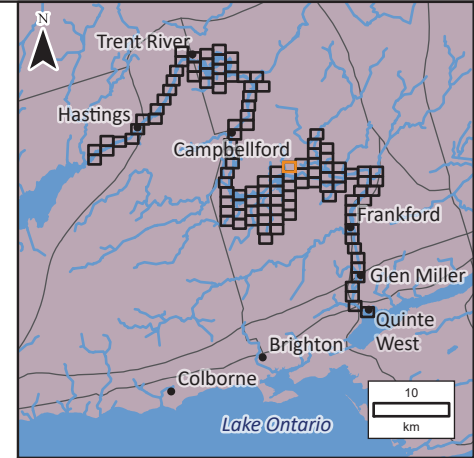 N
Trent River
Hastings
Campbellford
Frankford
Glen Miller
Quinte
West
Brighton
Colborne
Lake Ontario
10
km